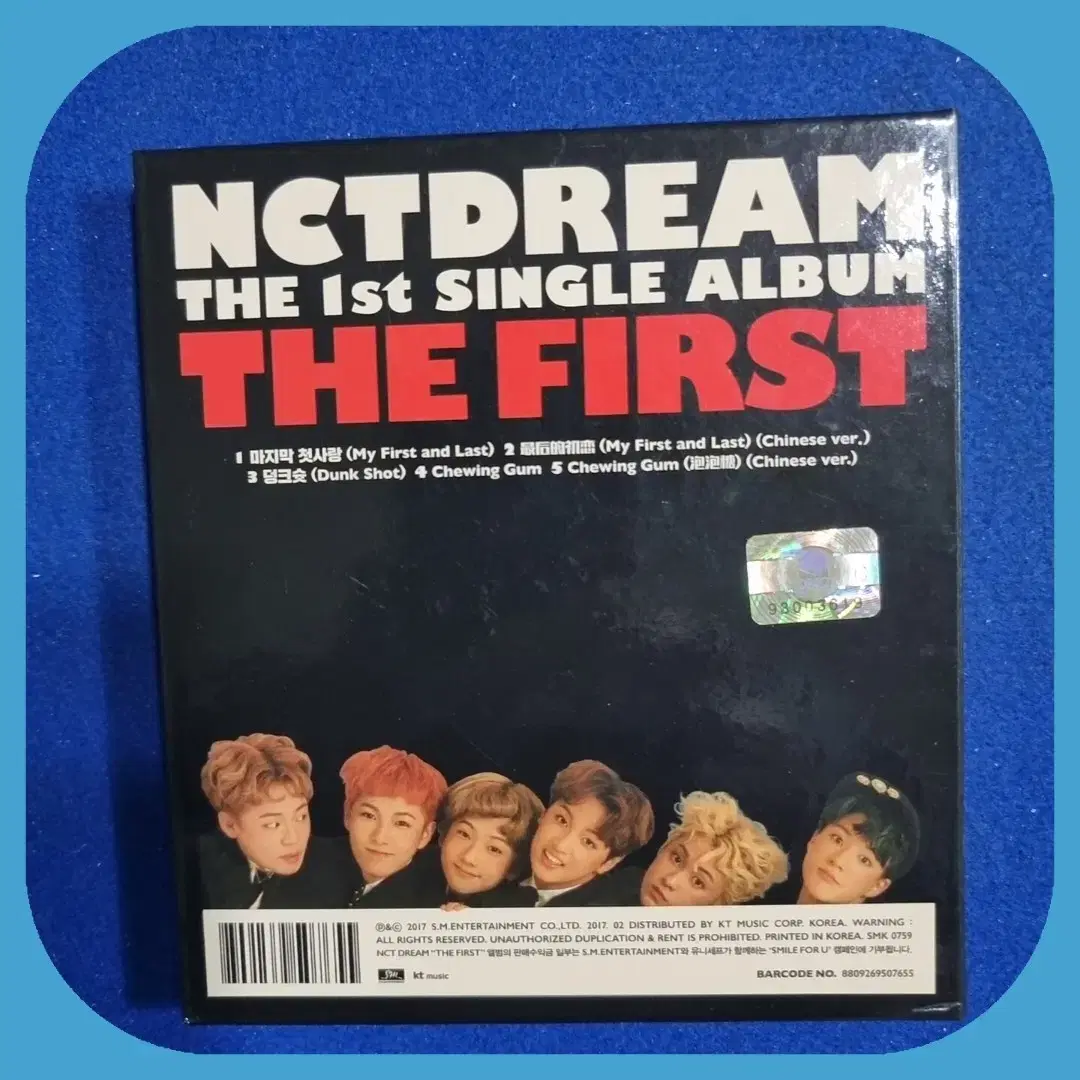 NCTDREAM
THE 1st SINGLE ALBUM
THE FIRST
1 마지막 첫사랑 (My First and Last) 2 最后的初恋 (My First and Last) (Chinese ver.)
3 덩크슛 (Dunk Shot) 4 Chewing Gum 5 Chewing Gum (泡泡糖) (Chinese ver.)
93003619
℗&© 2017 S.M.ENTERTAINMENT CO.,LTD. 2017. 02 DISTRIBUTED BY KT MUSIC CORP. KOREA. WARNING :
ALL RIGHTS RESERVED. UNAUTHORIZED DUPLICATION & RENT IS PROHIBITED. PRINTED IN KOREA. SMK 0759
NCT DREAM "THE FIRST"앨범의 판매수익금 일부는 S.M.ENTERTAINMENT와 유니세프가 함께하는 'SMILE FOR U' 캠페인에 기부됩니다.
SM kt music
BARCODE NO. 8809269507655